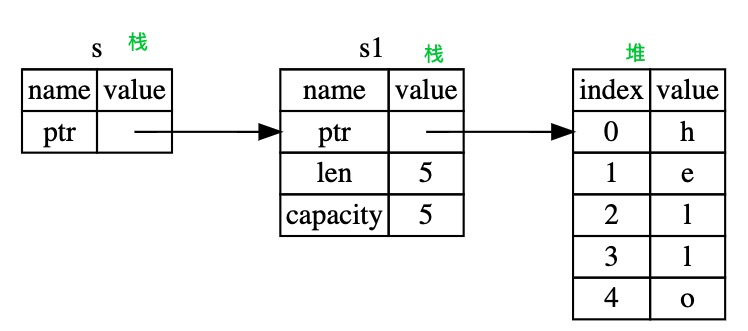 s 栈
name value
ptr
s1 栈
name value
ptr
len 5
capacity 5
堆
index value
0 h
1 e
2 l
3 l
4 o